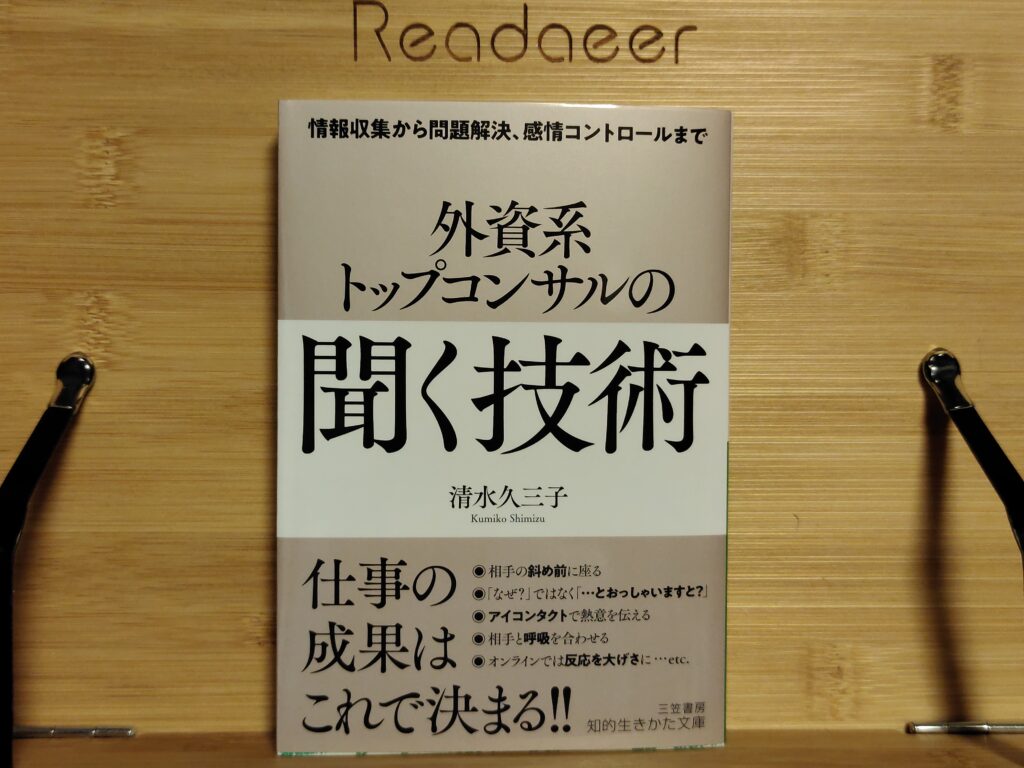 Readaeer
情報収集から問題解決、感情コントロールまで
外資系
トップコンサルの
聞く技術
清水久三子
Kumiko Shimizu
仕事の
成果は
これで決まる!!
◉相手の斜め前に座る
◉「なぜ?」ではなく「…とおっしゃいますと?」
◉アイコンタクトで熱意を伝える
◉相手と呼吸を合わせる
◉オンラインでは反応を大げさに…etc.
三笠書房
知的生きかた文庫